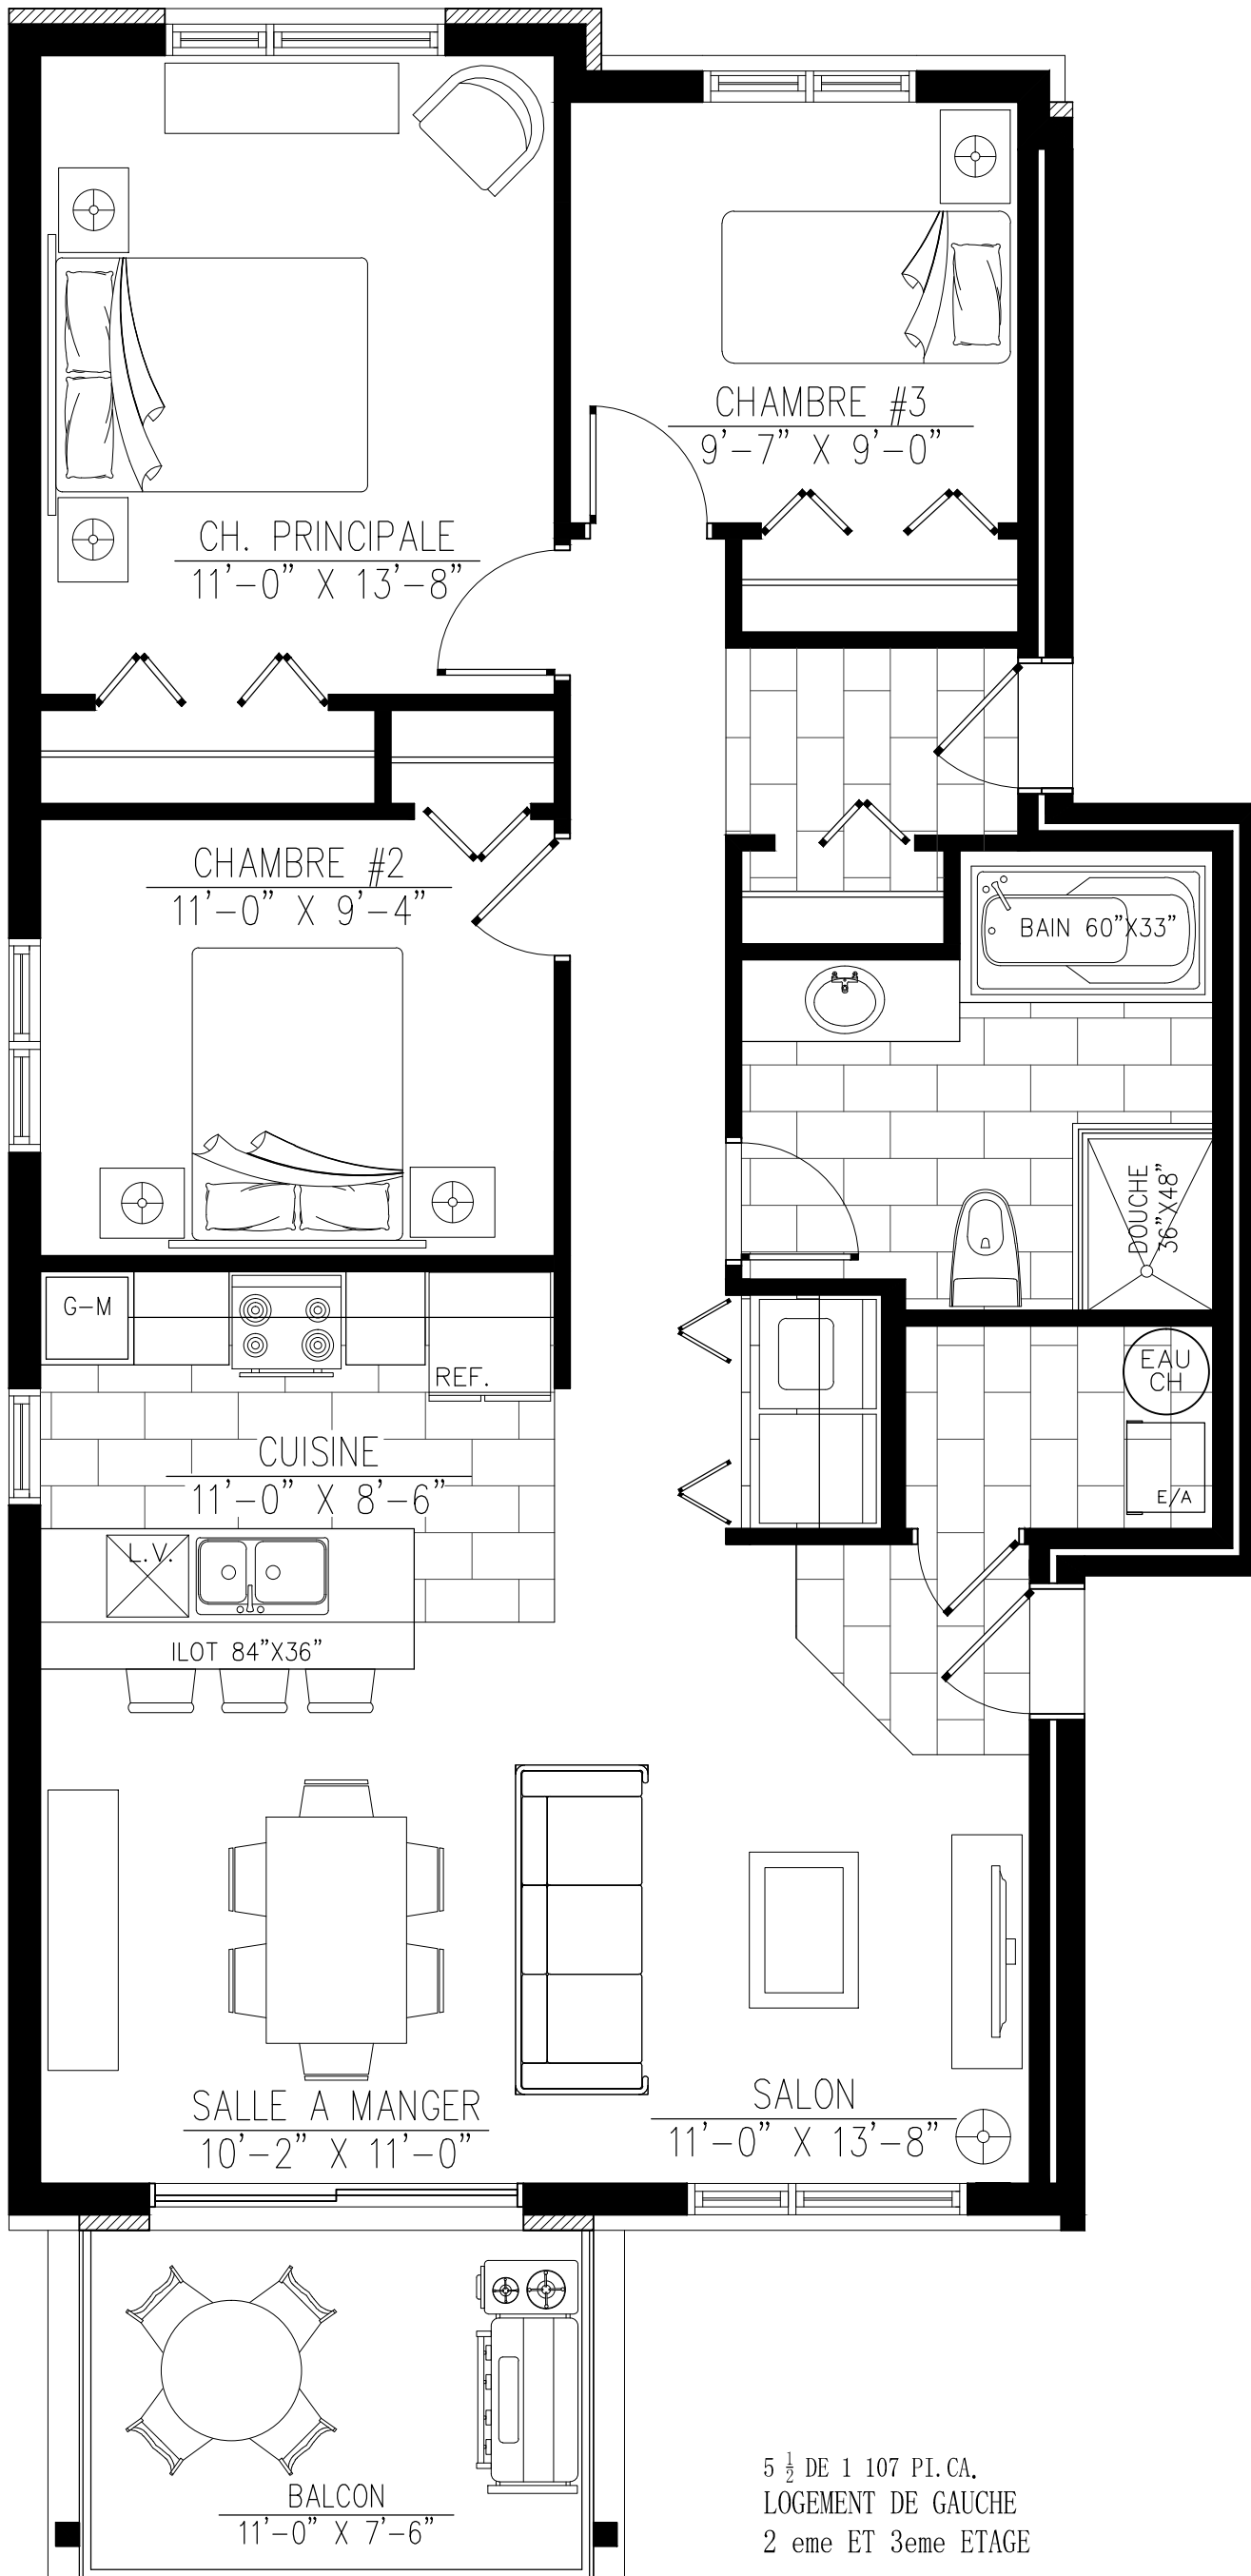 CHAMBRE #3
9'-7" X 9'-0"
CH. PRINCIPALE
11'-0" X 13'-8"
CHAMBRE #2
11'-0" X 9'-4"
BAIN 60"X33"
DOUCHE
36"X48"
G-M
REF.
EAU
CH
E/A
CUISINE
11'-0" X 8'-6"
L.V.
ILOT 84"X36"
SALLE A MANGER
10'-2" X 11'-0"
SALON
11'-0" X 13'-8"
BALCON
11'-0" X 7'-6"
5 ½ DE 1 107 PI.CA.
LOGEMENT DE GAUCHE
2 eme ET 3eme ETAGE